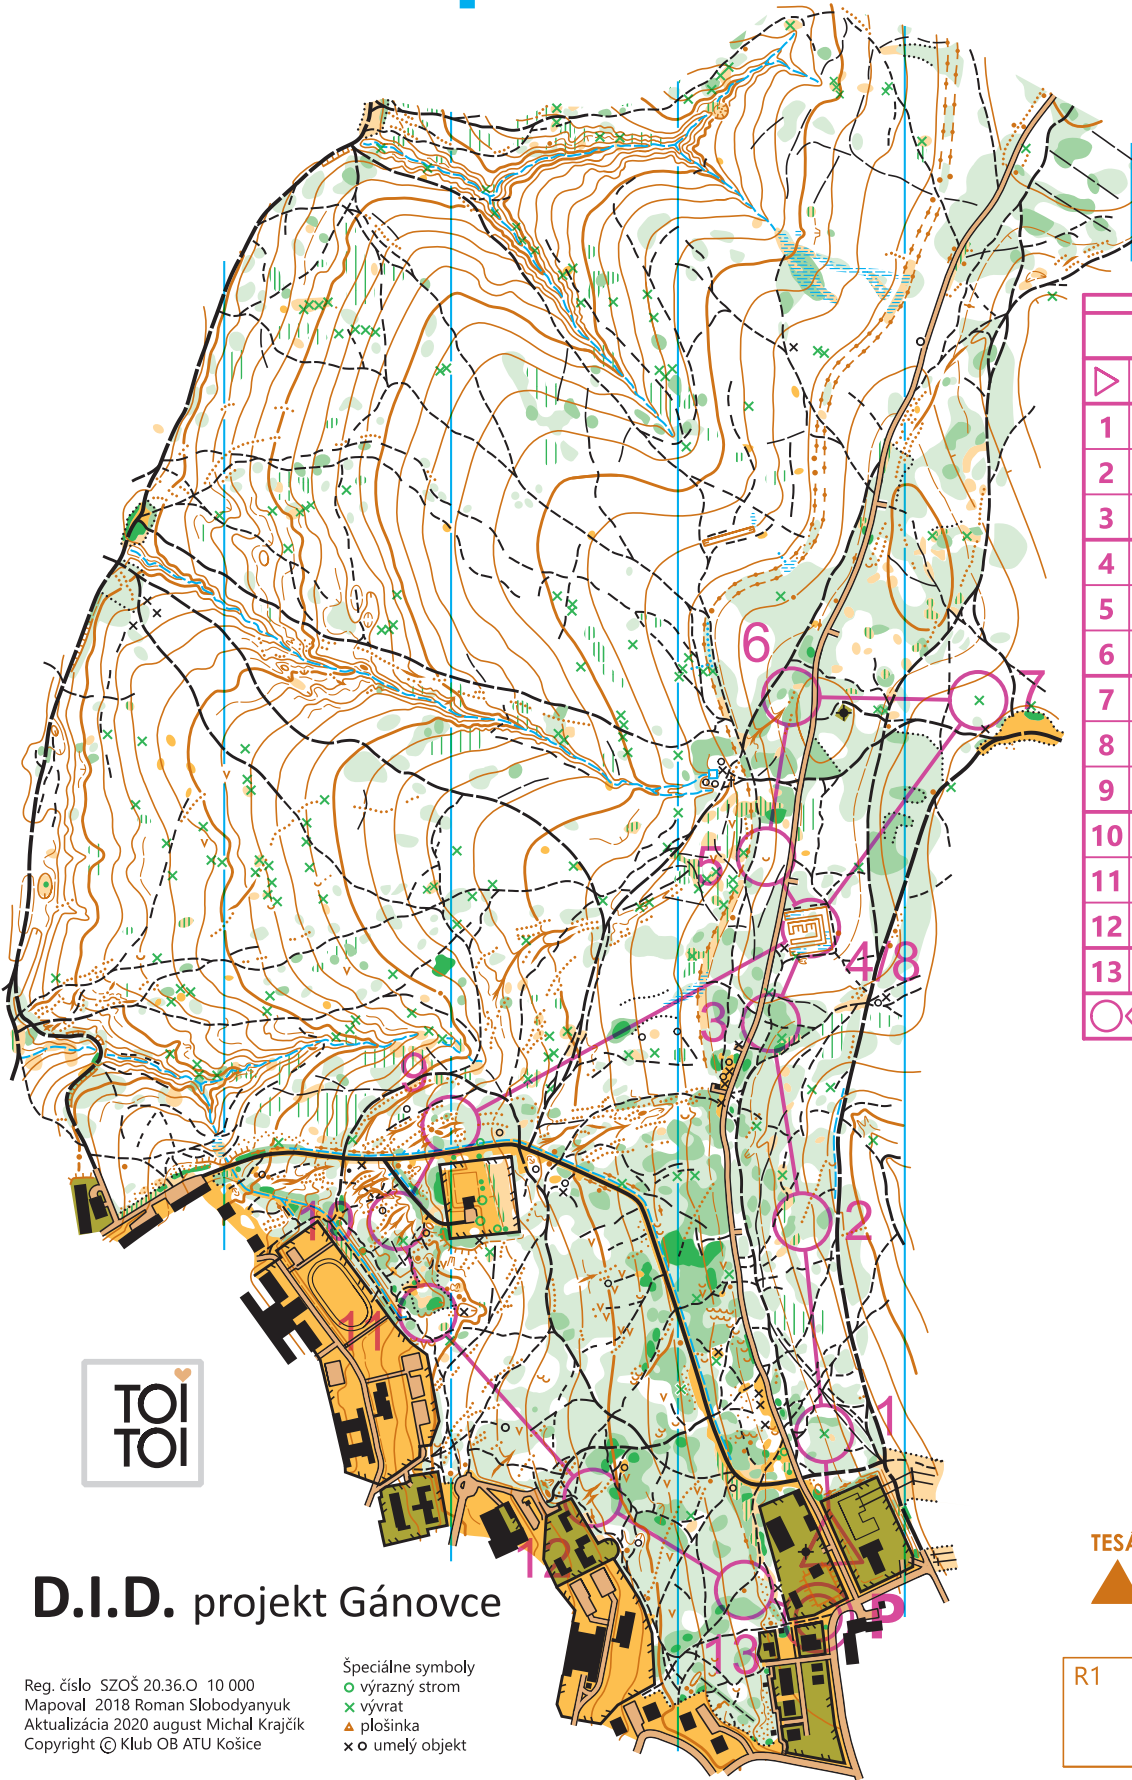 6
7
5
4/8
3
9
2
10
11
1
12
13
P
1
2
3
4
5
6
7
8
9
10
11
12
13
TOI
TOI
D.I.D. projekt Gánovce
Reg. číslo SZOŠ 20.36.O 10 000
Mapoval 2018 Roman Slobodyanyuk
Aktualizácia 2020 august Michal Krajčík
Copyright © Klub OB ATU Košice
Špeciálne symboly
výrazný strom
vývrat
plošinka
umelý objekt
R1